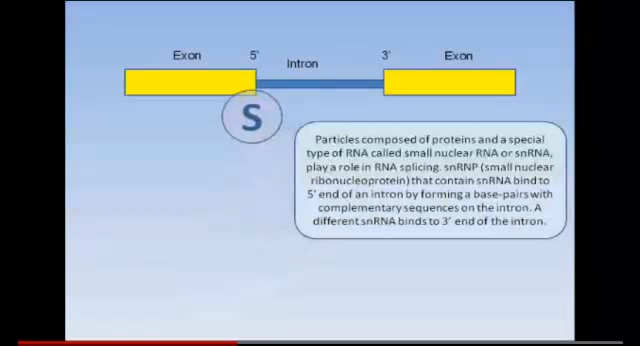 Exon 5' Intron 3' Exon
S
Particles composed of proteins and a special
type of RNA called small nuclear RNA or snRNA,
play a role in RNA splicing. snRNP (small nuclear
ribonucleoprotein) that contain snRNA bind to
5' end of an intron by forming a base-pairs with
complementary sequences on the intron. A
different snRNA binds to 3' end of the intron.